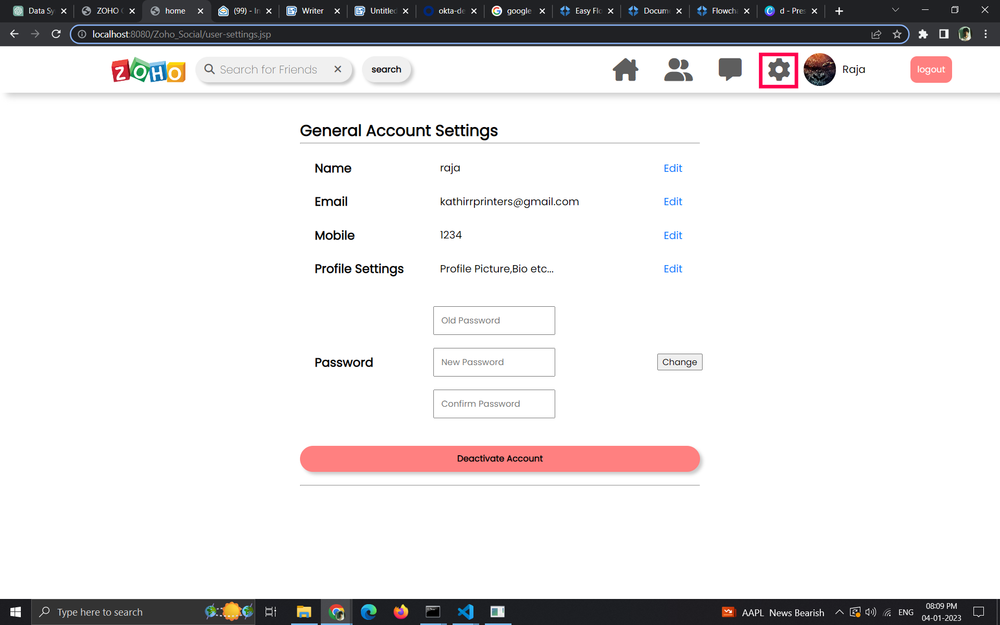 Data Sy
ZOHO
home
(99) - In
Writer
Untitled
okta-de
google
Easy Flo
Docume
Flowcha
d - Pres
localhost:8080/Zoho_Social/user-settings.jsp
ZOHO
Search for Friends
search
Raja
logout
General Account Settings
Name
raja
Edit
Email
kathirrprinters@gmail.com
Edit
Mobile
1234
Edit
Profile Settings
Profile Picture,Bio etc...
Edit
Old Password
Password
New Password
Change
Confirm Password
Deactivate Account
Type here to search
AAPL News Bearish
ENG
08:09 PM
04-01-2023